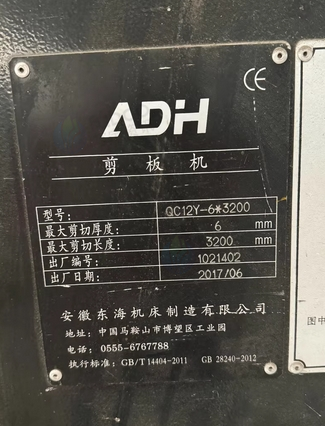 CE
ADH
剪板机
型号: QC12Y-6*3200
最大剪切厚度: 6 mm
最大剪切长度: 3200 mm
出厂编号: 1021402
出厂日期: 2017/06
安徽东海机床制造有限公司
地址: 中国马鞍山市博望区工业园
电话: 0555-6767788
执行标准: GB/T 14404-2011 GB 28240-2012
图中